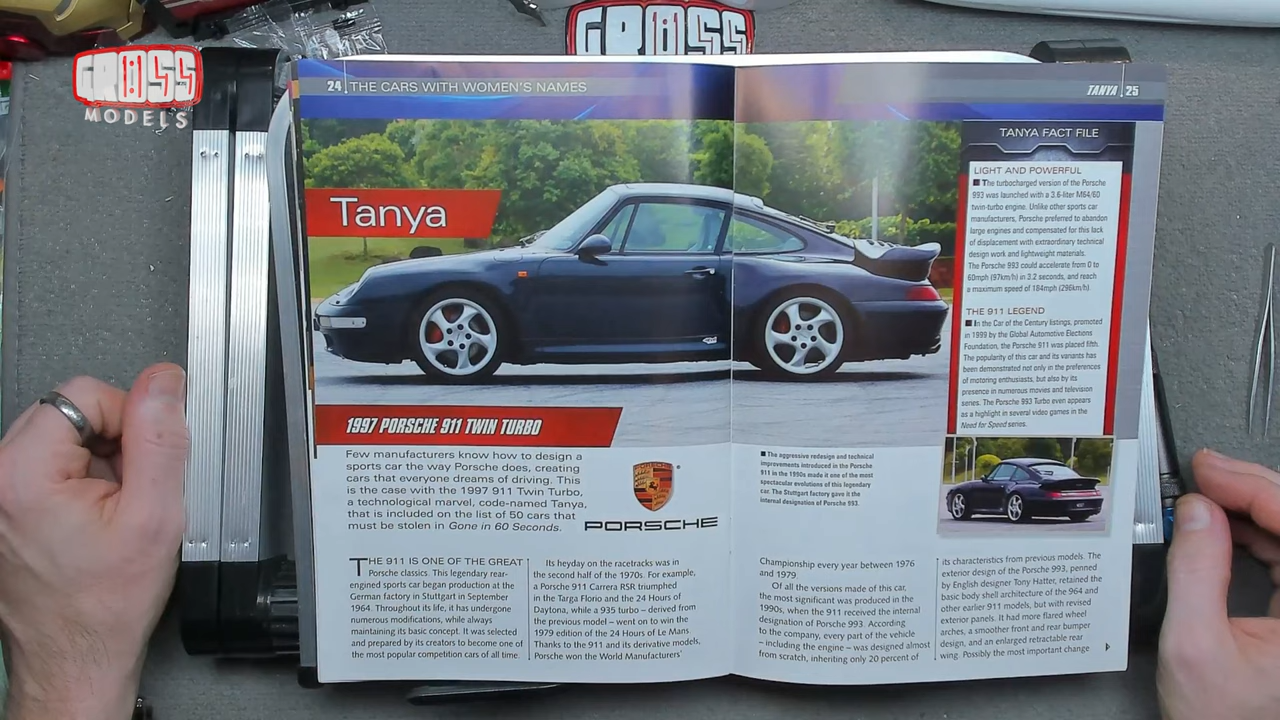 GROSS
GROSS
MODELS
24 THE CARS WITH WOMEN'S NAMES
TANYA 25
Tanya
1997 PORSCHE 911 TWIN TURBO
Few manufacturers know how to design a
sports car the way Porsche does, creating
cars that everyone dreams of driving. This
is the case with the 1997 911 Twin Turbo,
a technological marvel, code-named Tanya,
that is included on the list of 50 cars that
must be stolen in Gone in 60 Seconds.
PORSCHE
THE 911 IS ONE OF THE GREAT
Porsche classics. This legendary rear-
engined sports car began production at the
German factory in Stuttgart in September
1964. Throughout its life, it has undergone
numerous modifications, while always
maintaining its basic concept. It was selected
and prepared by its creators to become one of
the most popular competition cars of all time.
Its heyday on the racetracks was in
the second half of the 1970s. For example,
a Porsche 911 Carrera RSR triumphed
in the Targa Florio and the 24 Hours of
Daytona, while a 935 turbo – derived from
the previous model – went on to win the
1979 edition of the 24 Hours of Le Mans.
Thanks to the 911 and its derivative models,
Porsche won the World Manufacturers'
The aggressive redesign and technical
improvements introduced in the Porsche
911 in the 1990s made it one of the most
spectacular evolutions of this legendary
car. The Stuttgart factory gave it the
internal designation of Porsche 993.
Championship every year between 1976
and 1979
Of all the versions made of this car,
the most significant was produced in the
1990s, when the 911 received the internal
designation of Porsche 993. According
to the company, every part of the vehicle
– including the engine – was designed almost
from scratch, inheriting only 20 percent of
its characteristics from previous models. The
exterior design of the Porsche 993, penned
by English designer Tony Hatter, retained the
basic body shell architecture of the 964 and
other earlier 911 models, but with revised
exterior panels. It had more flared wheel
arches, a smoother front and rear bumper
design, and an enlarged retractable rear
wing. Possibly the most important change
TANYA FACT FILE
LIGHT AND POWERFUL
The turbocharged version of the Porsche
993 was launched with a 3.6-liter M64/60
twin-turbo engine. Unlike other sports car
manufacturers, Porsche preferred to abandon
large engines and compensated for this lack
of displacement with extraordinary technical
design work and lightweight materials.
The Porsche 993 could accelerate from 0 to
60mph (97km/h) in 3.2 seconds, and reach
a maximum speed of 184mph (296km/h).
THE 911 LEGEND
In the Car of the Century listings, promoted
in 1999 by the Global Automotive Elections
Foundation, the Porsche 911 was placed fifth.
The popularity of this car and its variants has
been demonstrated not only in the preferences
of motoring enthusiasts, but also by its
presence in numerous movies and television
series. The Porsche 993 Turbo even appears
as a highlight in several video games in the
Need for Speed series.